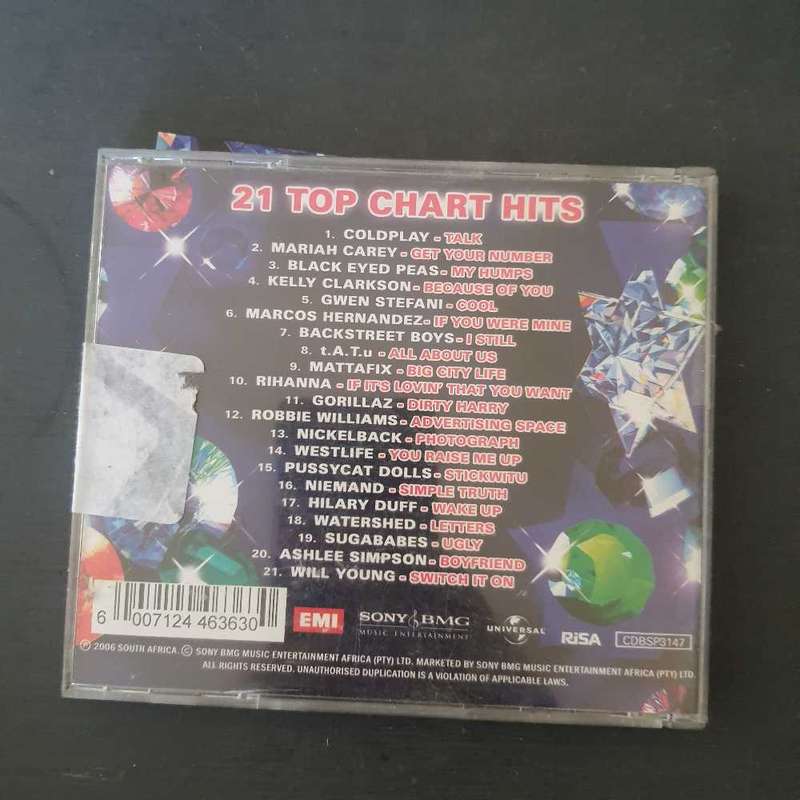 21 TOP CHART HITS
1. COLDPLAY - TALK
2. MARIAH CAREY - GET YOUR NUMBER
3. BLACK EYED PEAS - MY HUMPS
4. KELLY CLARKSON - BECAUSE OF YOU
5. GWEN STEFANI - COOL
6. MARCOS HERNANDEZ - IF YOU WERE MINE
7. BACKSTREET BOYS - I STILL
8. t.A.T.u - ALL ABOUT US
9. MATTAFIX - BIG CITY LIFE
10. RIHANNA - IF IT'S LOVIN' THAT YOU WANT
11. GORILLAZ - DIRTY HARRY
12. ROBBIE WILLIAMS - ADVERTISING SPACE
13. NICKELBACK - PHOTOGRAPH
14. WESTLIFE - YOU RAISE ME UP
15. PUSSYCAT DOLLS - STICKWITU
16. NIEMAND - SIMPLE TRUTH
17. HILARY DUFF - WAKE UP
18. WATERSHED - LETTERS
19. SUGABABES - UGLY
20. ASHLEE SIMPSON - BOYFRIEND
21. WILL YOUNG - SWITCH IT ON
6 007124 463630
EMI
SONY BMG
MUSIC ENTERTAINMENT
UNIVERSAL
RiSA
CDBSP3147
℗ 2006 SOUTH AFRICA. © SONY BMG MUSIC ENTERTAINMENT AFRICA (PTY) LTD. MARKETED BY SONY BMG MUSIC ENTERTAINMENT AFRICA (PTY) LTD.
ALL RIGHTS RESERVED. UNAUTHORISED DUPLICATION IS A VIOLATION OF APPLICABLE LAWS.